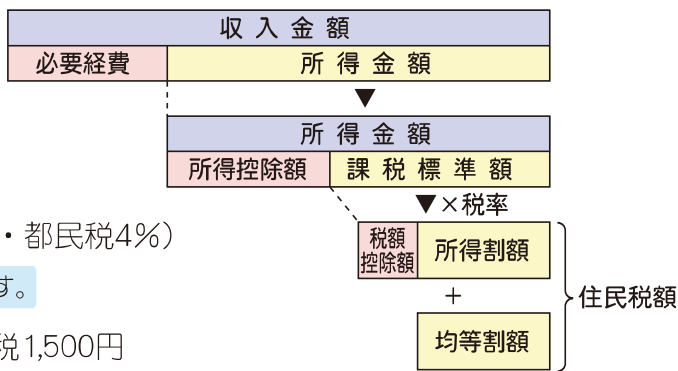 収入金額
必要経費 所得金額
▼
所得金額
所得控除額 課税標準額
▼×税率
・都民税4%)
税額
控除額
所得割額
す。
+
住民税額
税1,500円
均等割額